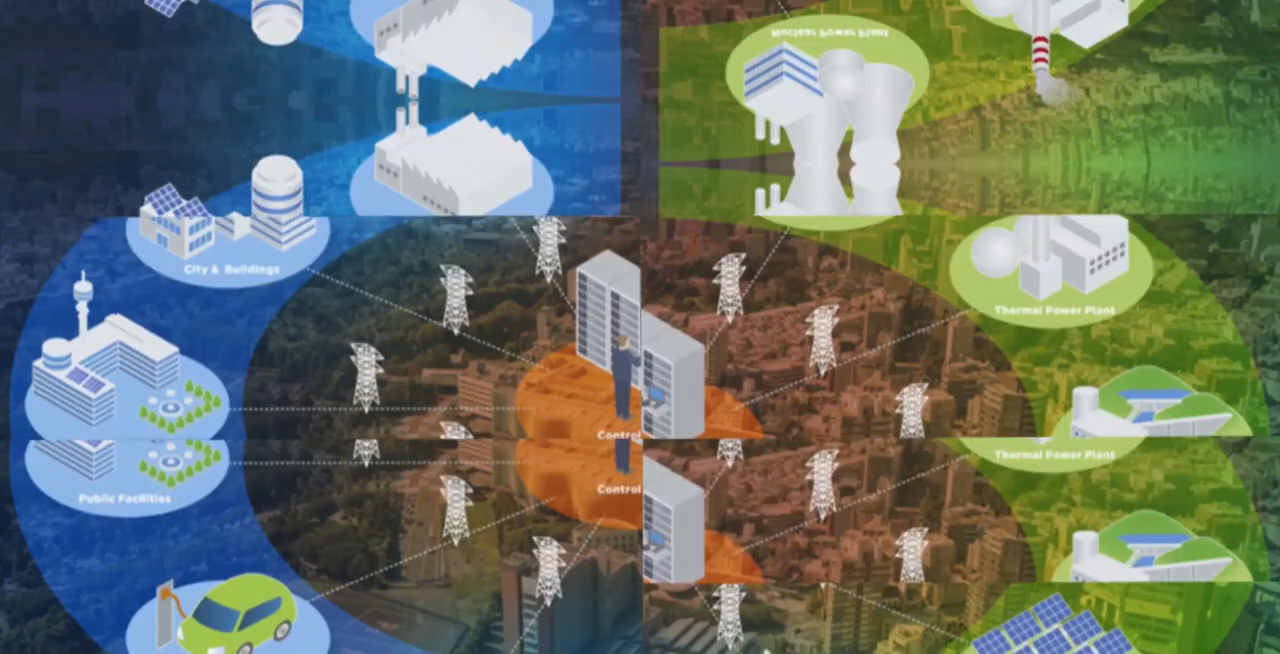 Nuclear Power Plant
City & Buildings
Thermal Power Plant
Control
Thermal Power Plant
Control
Public Facilities